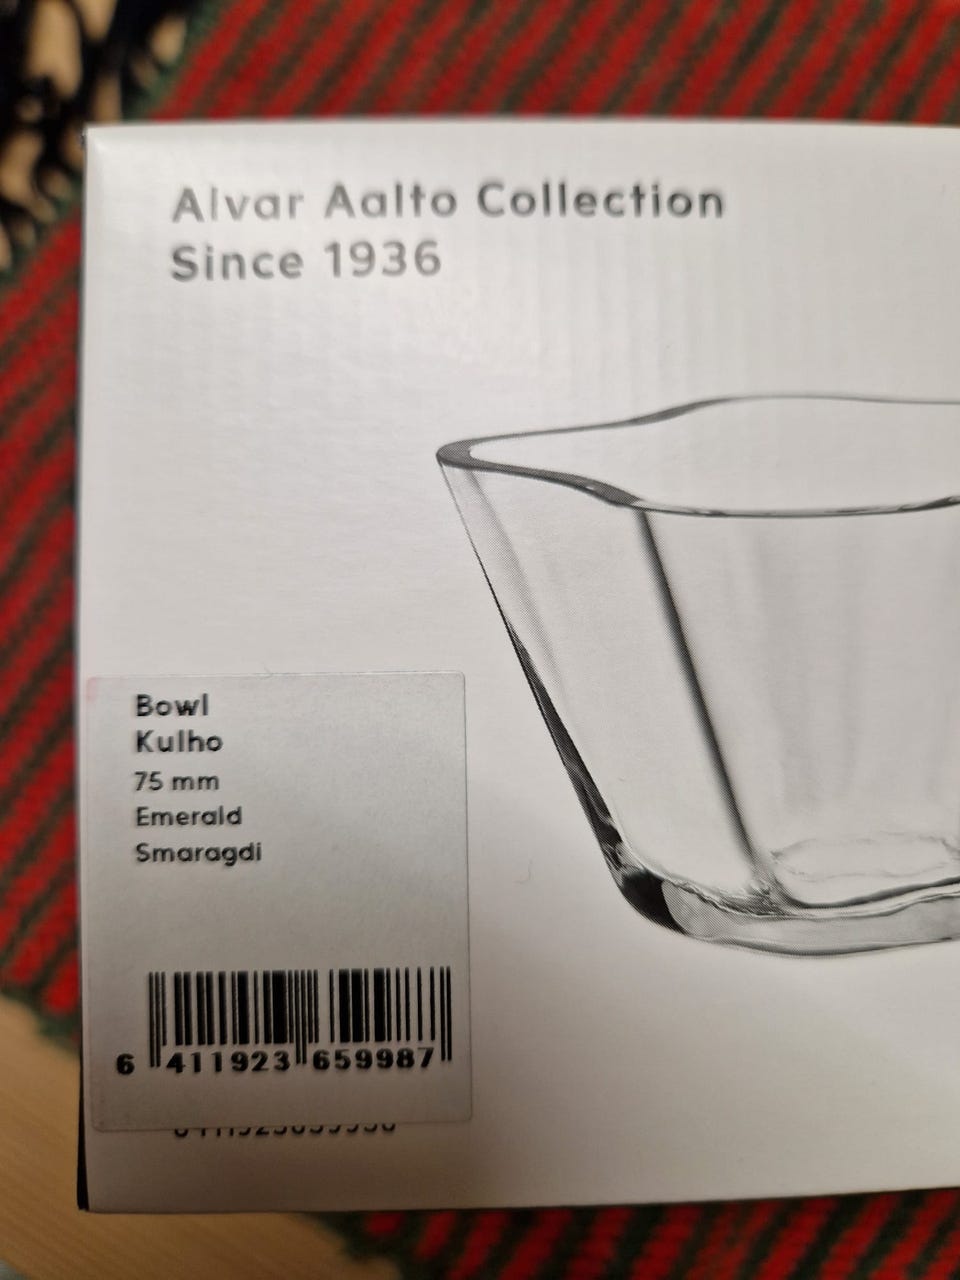 Alvar Aalto Collection
Since 1936
Bowl
Kulho
75 mm
Emerald
Smaragdi
6 411923 659987